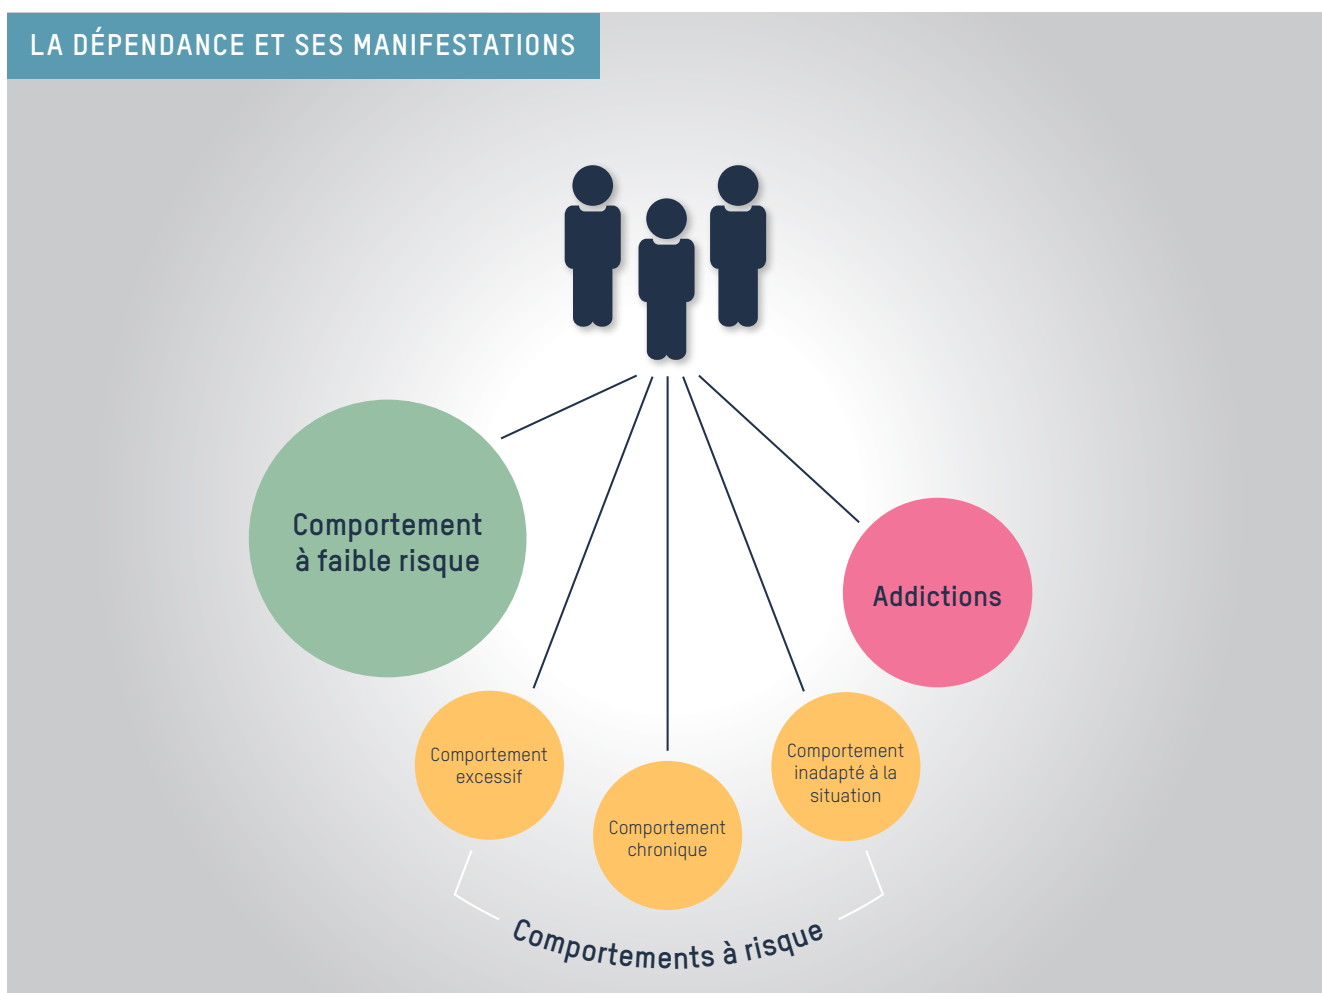 LA DÉPENDANCE ET SES MANIFESTATIONS
Comportement
à faible risque
Addictions
Comportement
excessif
Comportement
chronique
Comportement
inadapté à la
situation
Comportements à risque